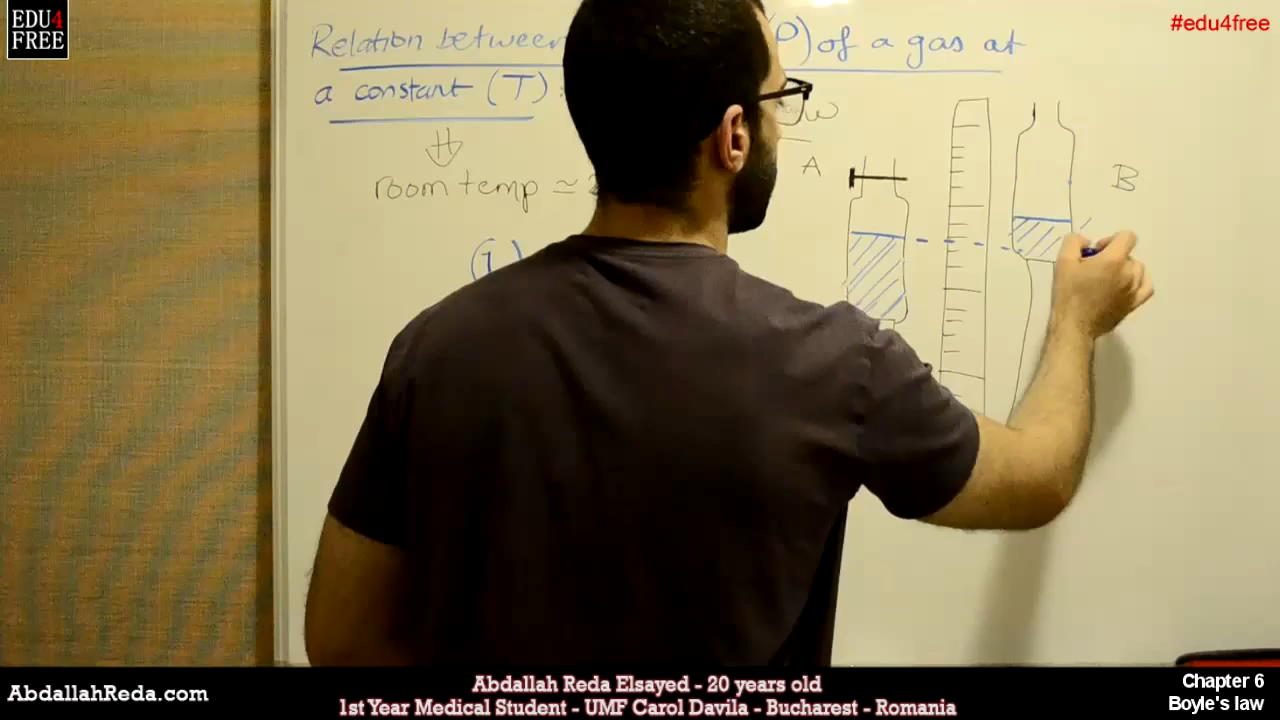 EDU4
FREE
#edu4free
Relation between P) of a gas at
a constant (T) :
room temp ≃ 2
(i)
w
A
B
AbdallahReda.com
Abdallah Reda Elsayed - 20 years old
1st Year Medical Student - UMF Carol Davila - Bucharest - Romania
Chapter 6
Boyle's law